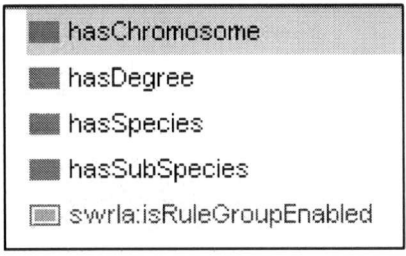 hasChromosome
hasDegree
hasSpecies
hasSubSpecies
swrla:isRuleGroupEnabled